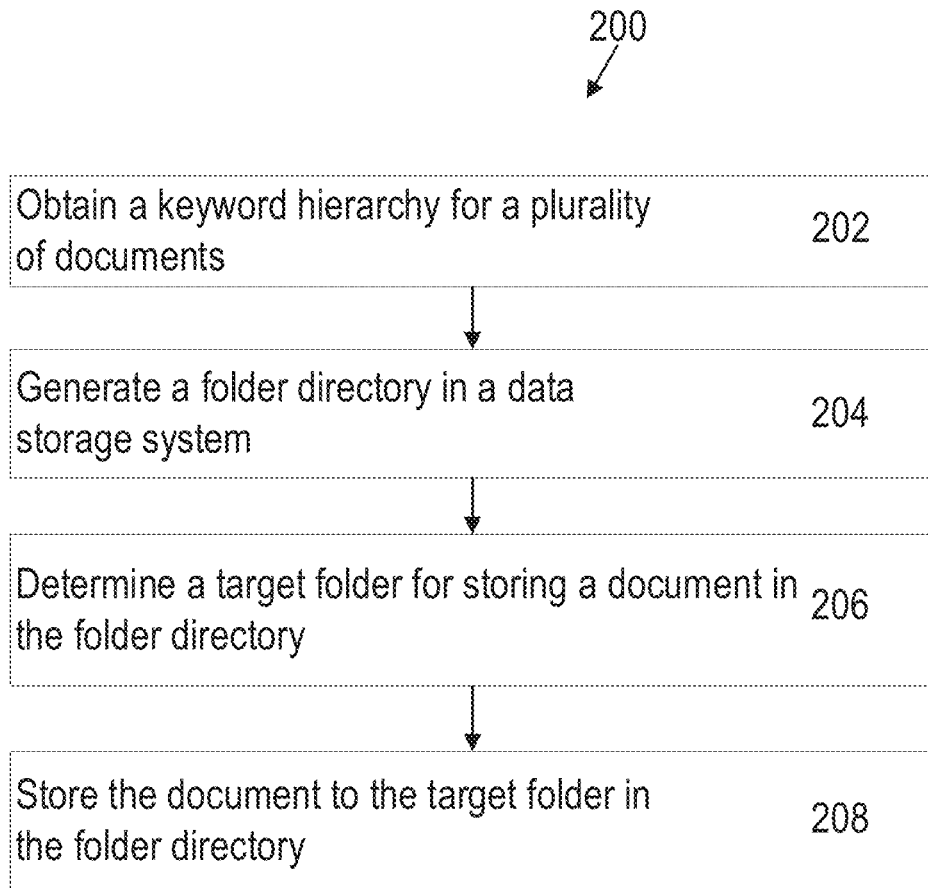 200
Obtain a keyword hierarchy for a plurality
of documents
202
Generate a folder directory in a data
storage system
204
Determine a target folder for storing a document in
the folder directory
206
Store the document to the target folder in
the folder directory
208